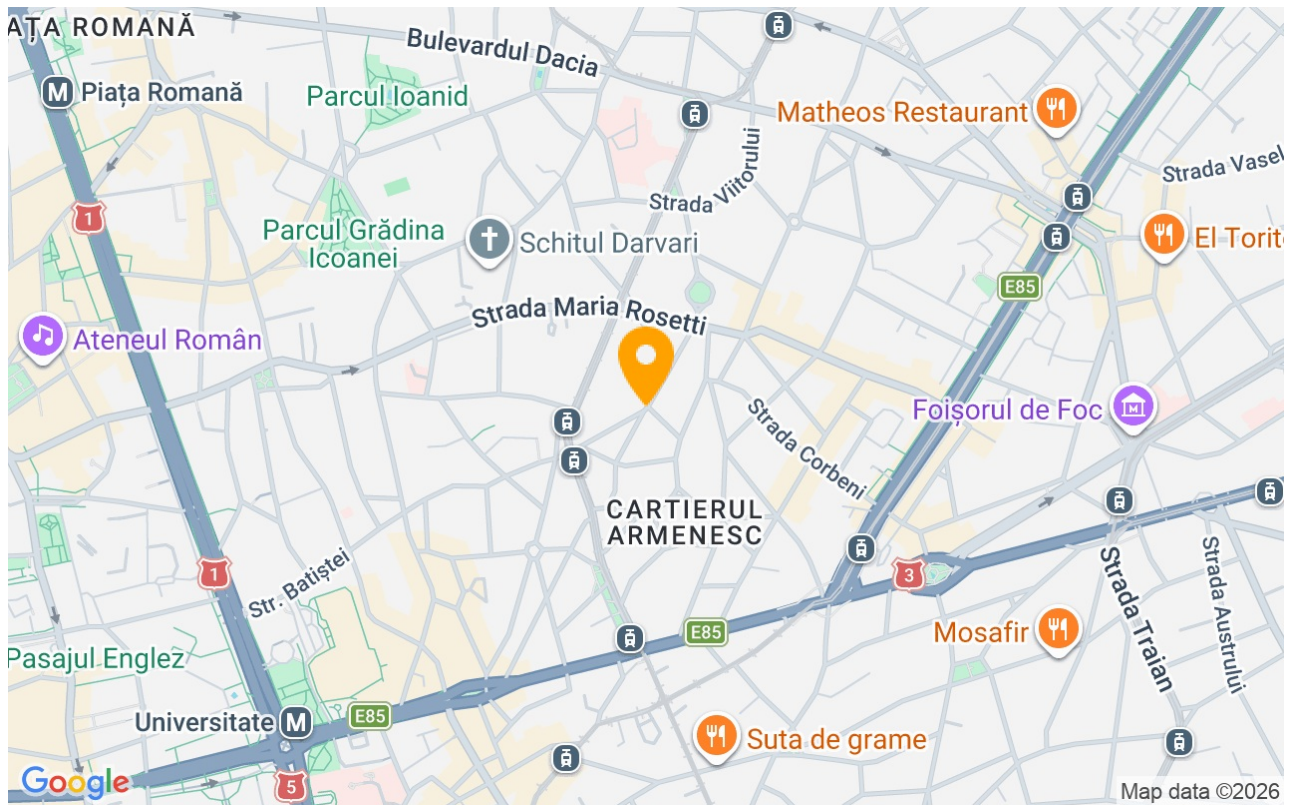 AȚA ROMANĂ
Bulevardul Dacia
M
Piața Romană
Parcul Ioanid
Matheos Restaurant
Strada Viitorului
Strada Vasel
1
Parcul Grădina
Icoanei
Schitul Darvari
El Torit
E85
Strada Maria Rosetti
Ateneul Român
Foișorul de Foc
M
Strada Corbeni
CARTIERUL
ARMENESC
1
3
Str. Batiștei
E85
Mosafir
Strada Traian
Strada Austrului
Pasajul Englez
Universitate
M
E85
Suta de grame
5
Google
Map data ©2026